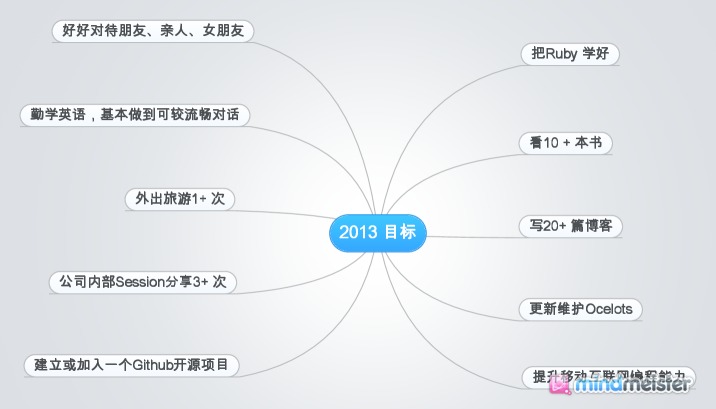 2013 目标
好好对待朋友、亲人、女朋友
勤学英语，基本做到可较流畅对话
外出旅游1+ 次
公司内部Session分享3+ 次
建立或加入一个Github开源项目
把Ruby 学好
看10 + 本书
写20+ 篇博客
更新维护Ocelots
提升移动互联网编程能力
mindmeister